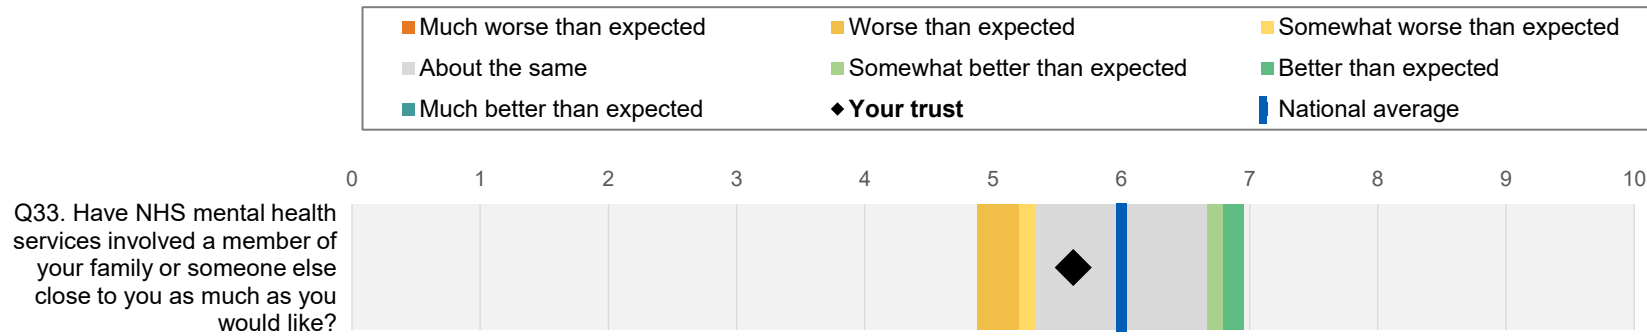 Much worse than expected
Worse than expected
Somewhat worse than expected
About the same
Somewhat better than expected
Better than expected
Much better than expected
Your trust
National average
0 1 2 3 4 5 6 7 8 9 10
Q33. Have NHS mental health
services involved a member of
your family or someone else
close to you as much as you
would like?